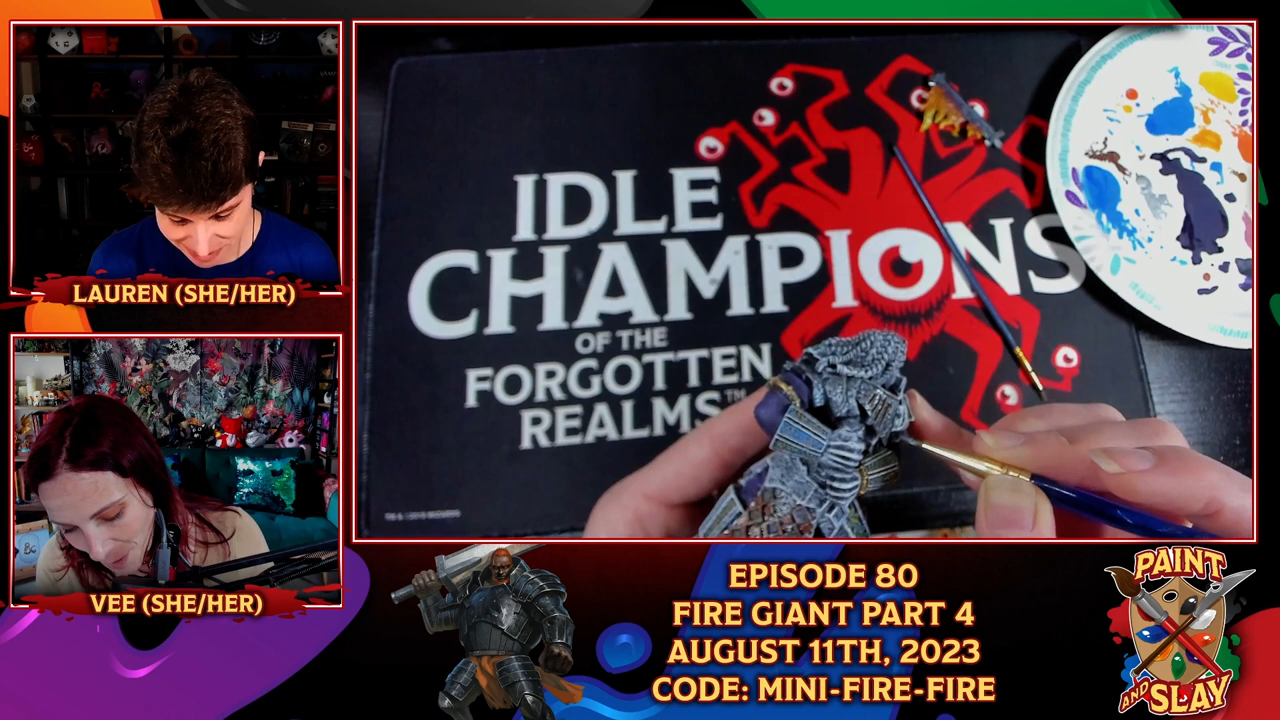 LAUREN (SHE/HER)
VEE (SHE/HER)
IDLE
CHAMPIONS
OF THE
FORGOTTEN
REALMS™
EPISODE 80
FIRE GIANT PART 4
AUGUST 11TH, 2023
CODE: MINI-FIRE-FIRE
PAINT
AND SLAY